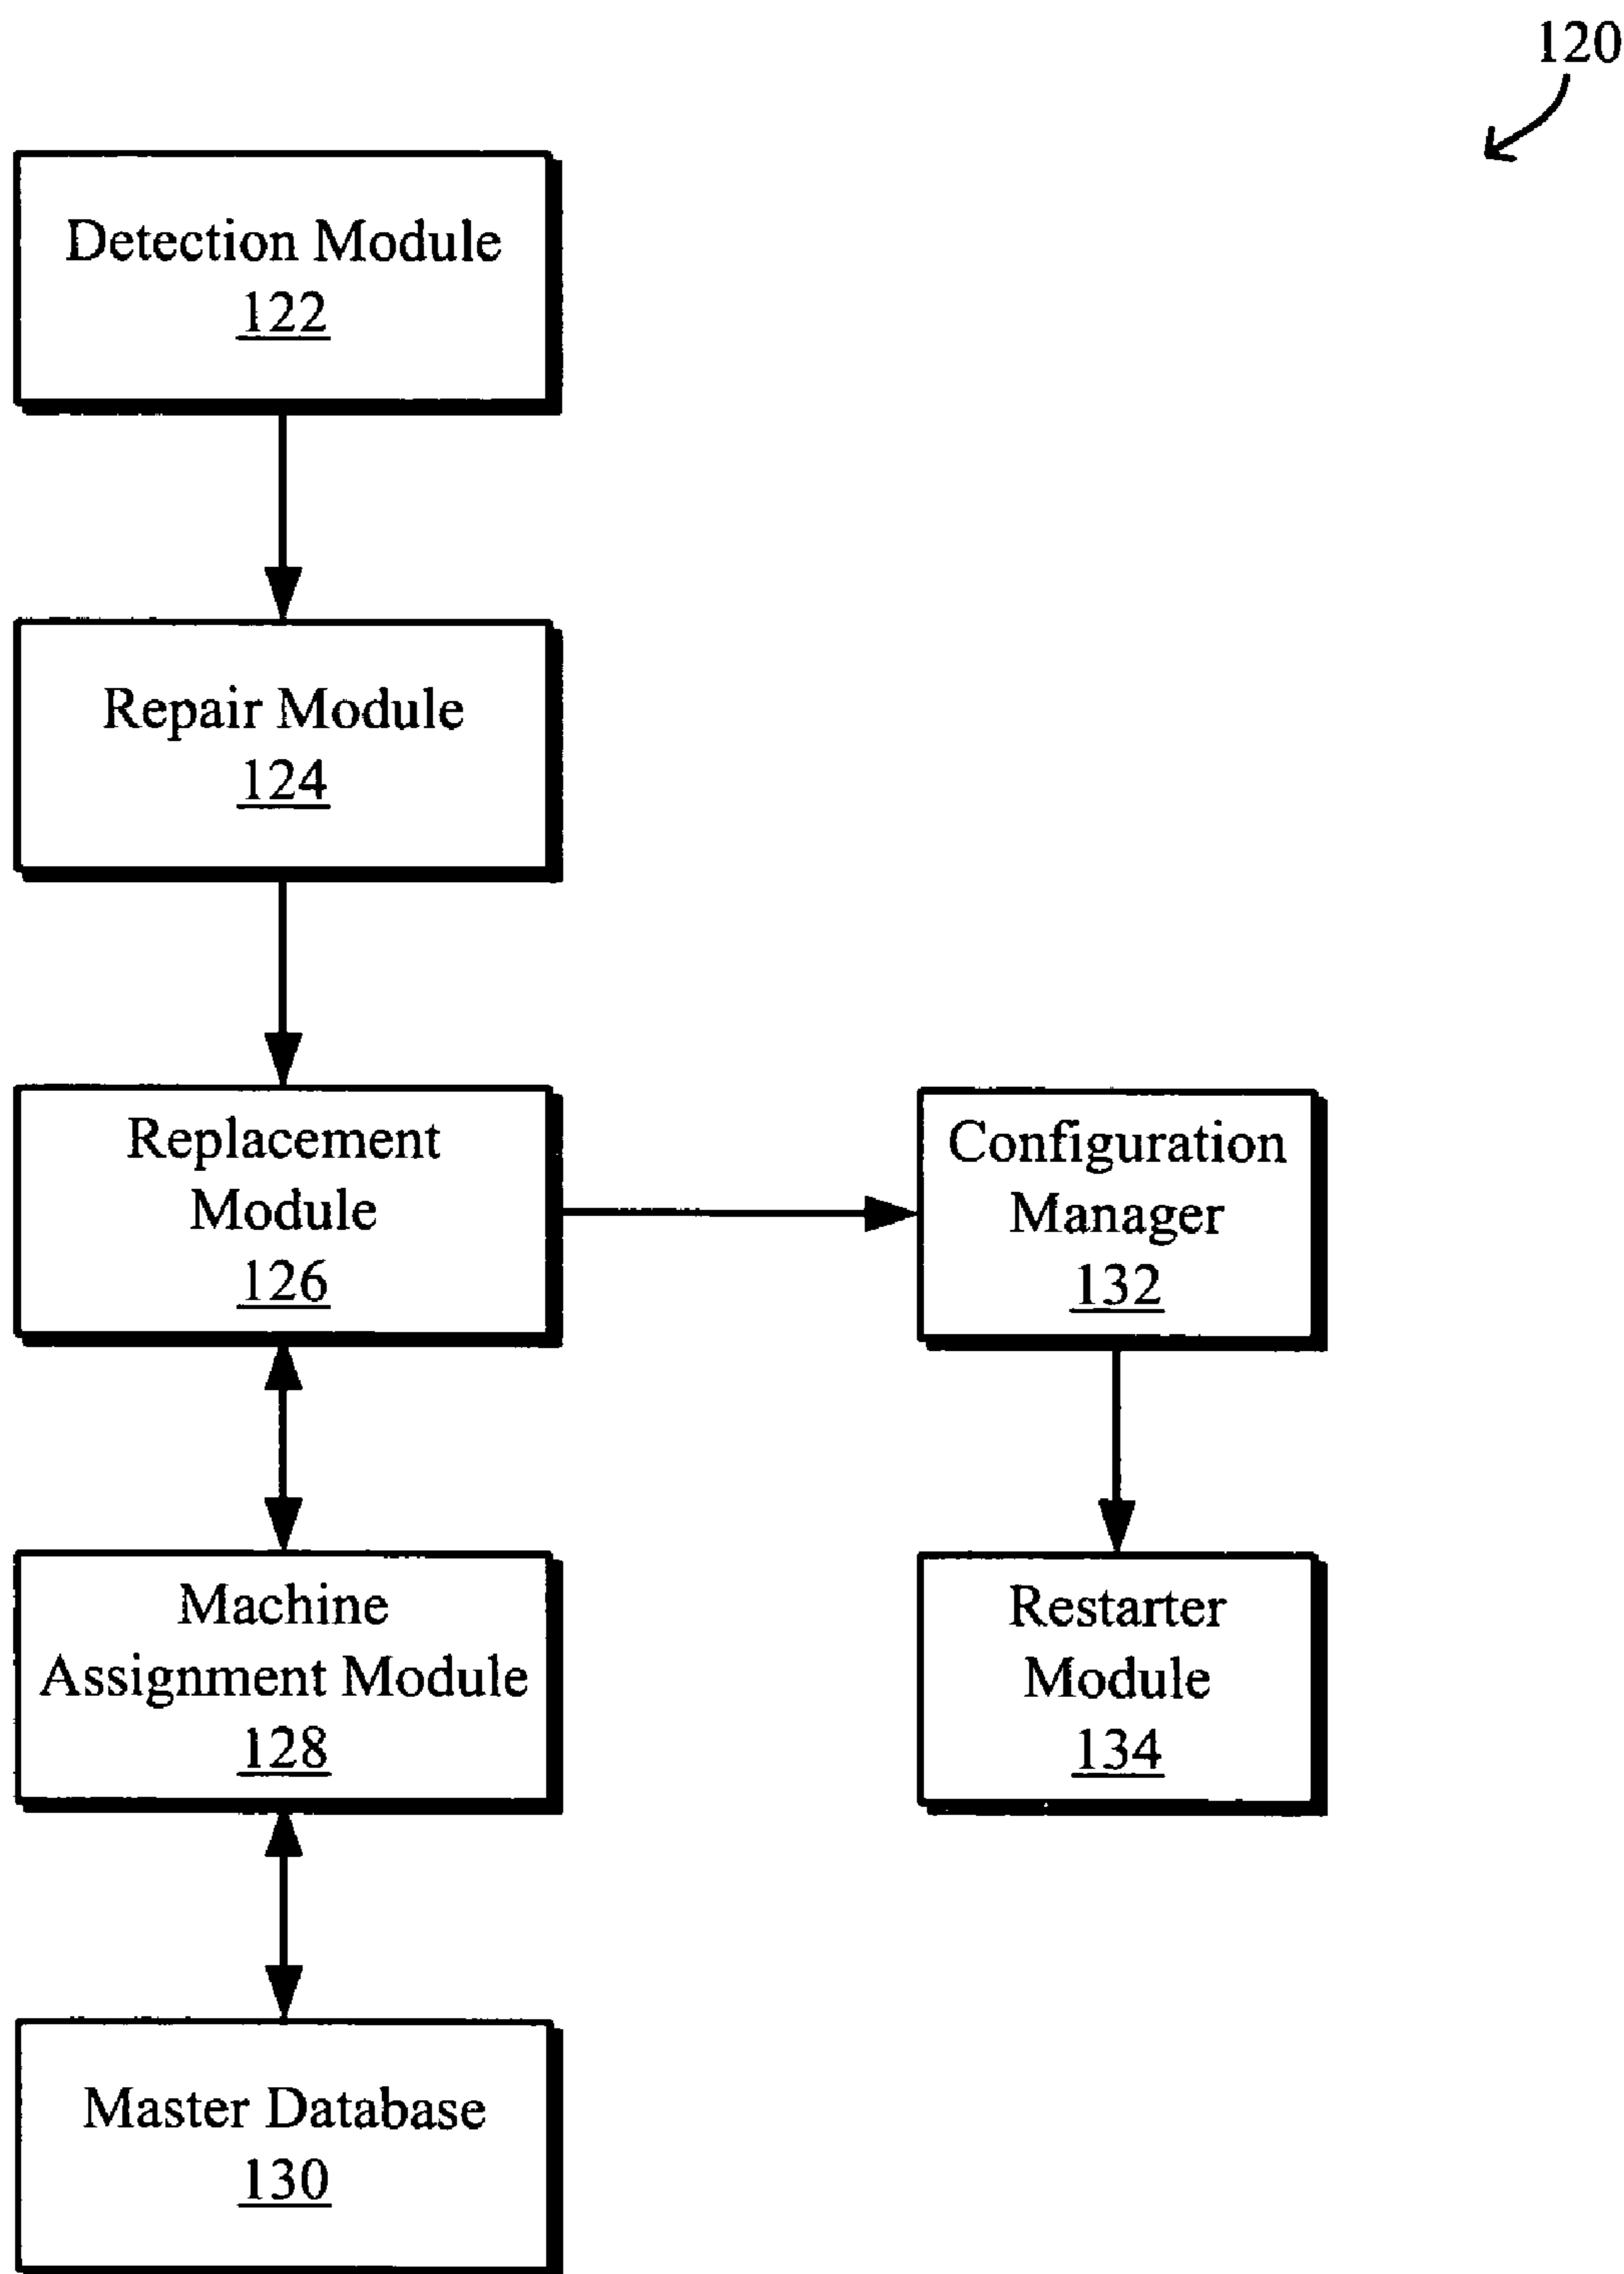 120
Detection Module
122
Repair Module
124
Replacement
Module
126
Configuration
Manager
132
Machine
Assignment Module
128
Restarter
Module
134
Master Database
130